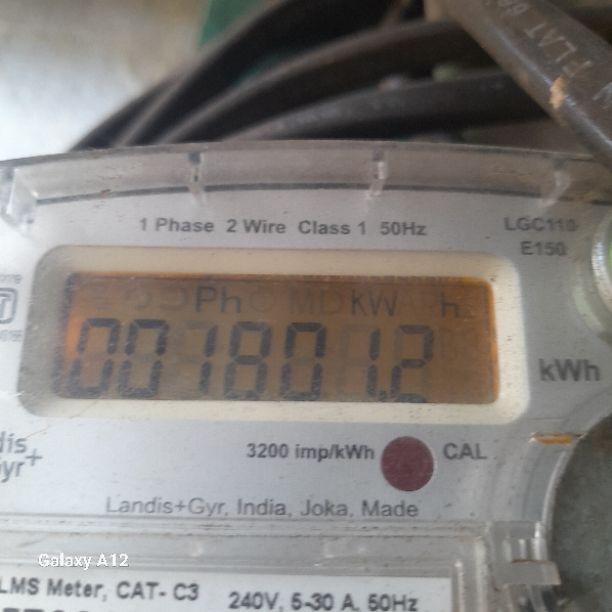 1 Phase 2 Wire Class 1 50Hz
LGC110
E150
Ph MD KW h
001801.2
kWh
3200 imp/kWh CAL
Landis+Gyr, India, Joka, Made
Galaxy A12
LMS Meter, CAT- C3
240V, 5-30 A, 50Hz